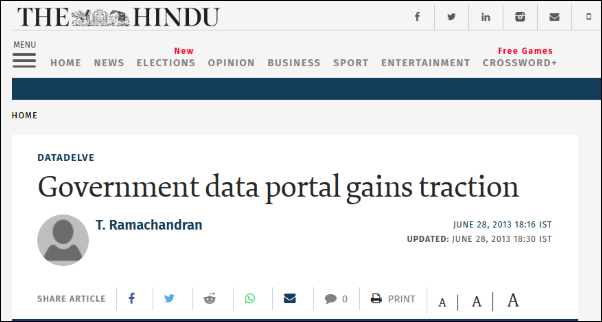 THE HINDU
MENU
New
Free Games
HOME NEWS ELECTIONS OPINION BUSINESS SPORT ENTERTAINMENT CROSSWORD+
HOME
DATADELVE
Government data portal gains traction
T. Ramachandran
JUNE 28, 2013 18:16 IST
UPDATED: JUNE 28, 2013 18:30 IST
SHARE ARTICLE 0 PRINT A A A